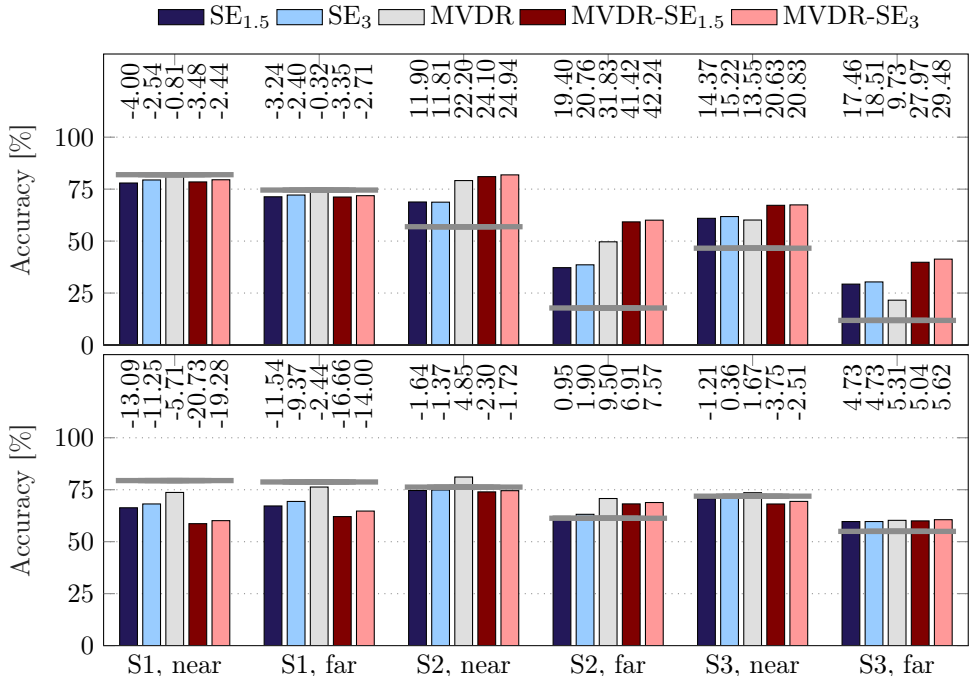 SE1.5 SE3 MVDR MVDR-SE1.5 MVDR-SE3
-4.00 -2.54 -0.81 -3.48 -2.44 -3.24 -2.40 -0.32 -3.35 -2.71 11.90 11.81 22.20 24.10 24.94 19.40 20.76 31.83 41.42 42.24 14.37 15.22 13.55 20.63 20.83 17.46 18.51 9.73 27.97 29.48
Accuracy [%]
100
75
50
25
0
-13.09 -11.25 -5.71 -20.73 -19.28 -11.54 -9.37 -2.44 -16.66 -14.00 -1.64 -1.37 4.85 -2.30 -1.72 0.95 1.90 9.50 6.91 7.57 -1.21 0.36 1.67 -3.75 -2.51 4.73 4.73 5.31 5.04 5.62
Accuracy [%]
100
75
50
25
0
S1, near S1, far S2, near S2, far S3, near S3, far